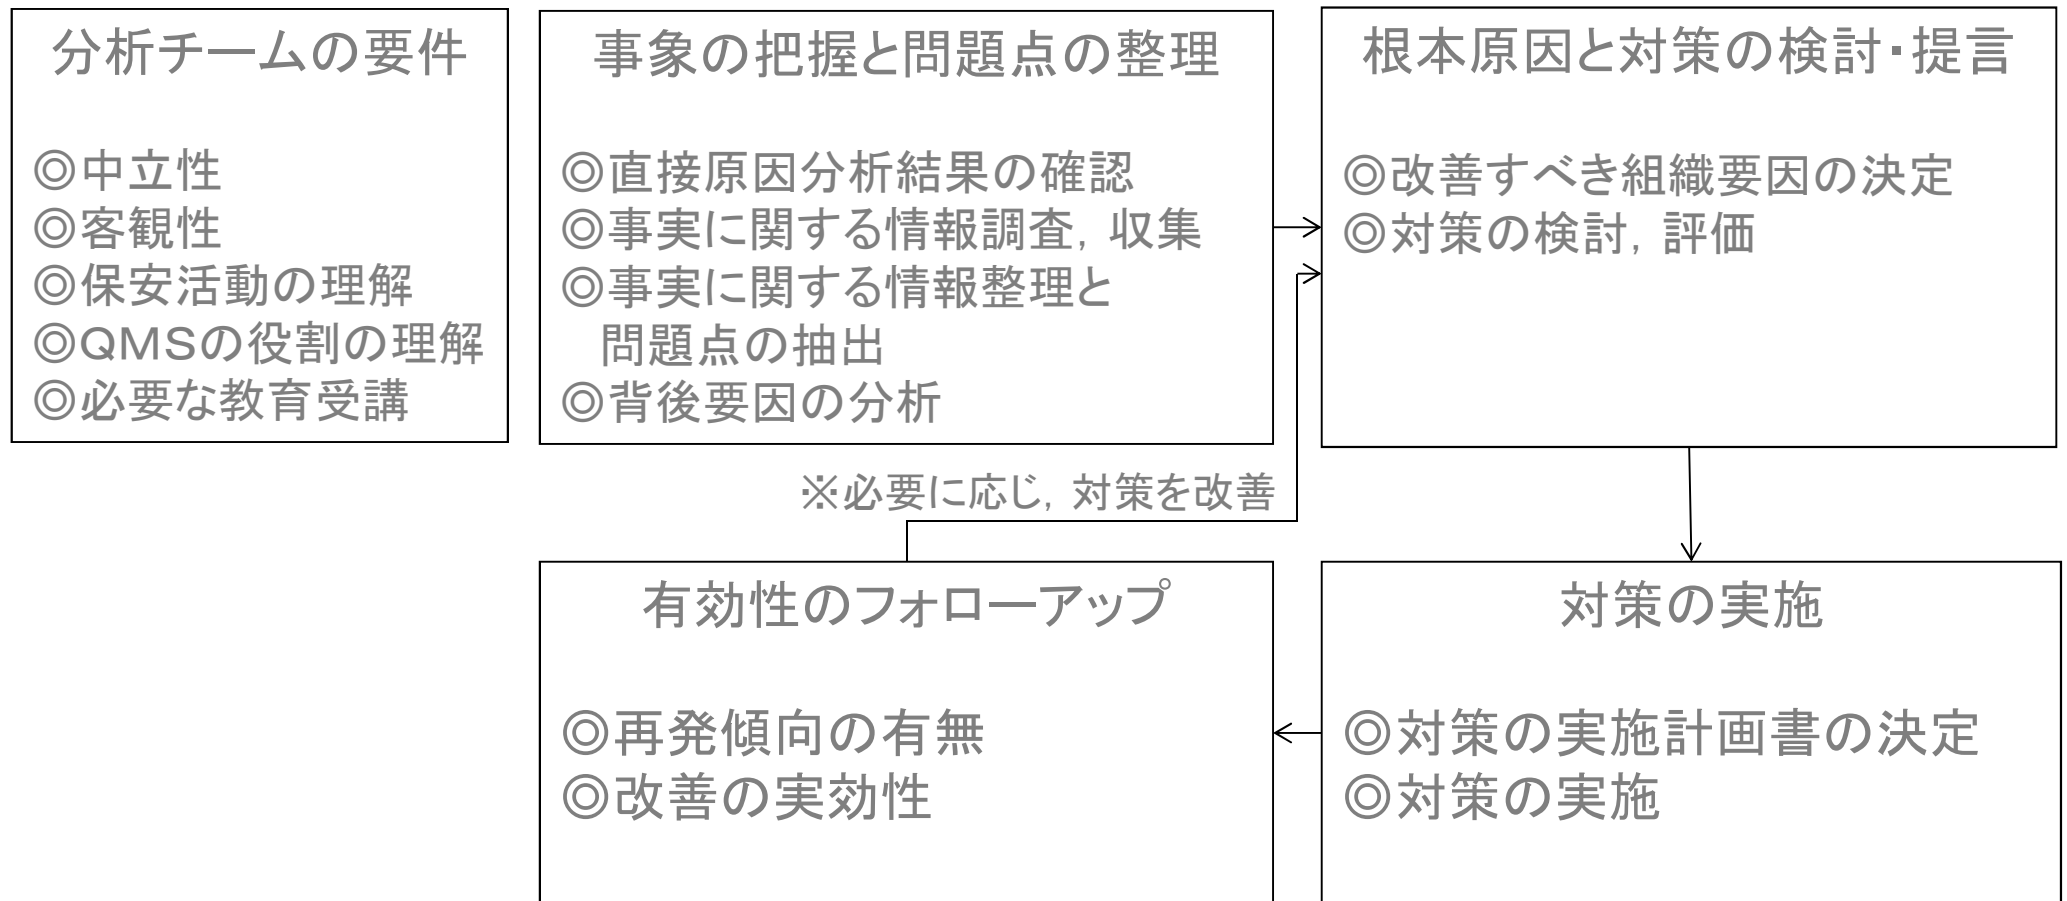 分析チームの要件
◎中立性
◎客観性
◎保安活動の理解
◎QMSの役割の理解
◎必要な教育受講
事象の把握と問題点の整理
◎直接原因分析結果の確認
◎事実に関する情報調査，収集
◎事実に関する情報整理と
問題点の抽出
◎背後要因の分析
根本原因と対策の検討・提言
◎改善すべき組織要因の決定
◎対策の検討，評価
※必要に応じ，対策を改善
有効性のフォローアップ
◎再発傾向の有無
◎改善の実効性
対策の実施
◎対策の実施計画書の決定
◎対策の実施